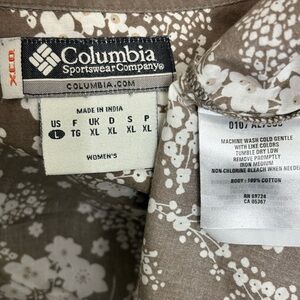 XCO
Columbia
Sportswear Company®
COLUMBIA.COM
MADE IN INDIA
US F UK D S P
L TG XL XL XL XL
WOMEN'S
MACHINE WASH COLD GENTLE
WITH LIKE COLORS
TUMBLE DRY LOW
REMOVE PROMPTLY
IRON MEDIUM
NON-CHLORINE BLEACH WHEN NEEDED
BODY: 100% COTTON
RN 69724
CA 05367